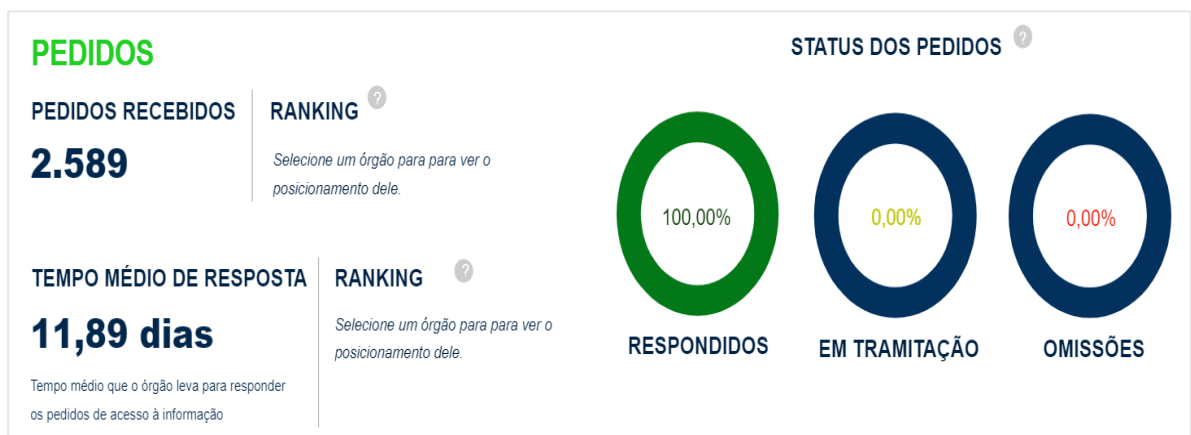 PEDIDOS
PEDIDOS RECEBIDOS
2.589
RANKING ?
Selecione um órgão para para ver o
posicionamento dele.
TEMPO MÉDIO DE RESPOSTA
11,89 dias
Tempo médio que o órgão leva para responder
os pedidos de acesso à informação
RANKING ?
Selecione um órgão para para ver o
posicionamento dele.
STATUS DOS PEDIDOS ?
100,00%
RESPONDIDOS
0,00%
EM TRAMITAÇÃO
0,00%
OMISSÕES